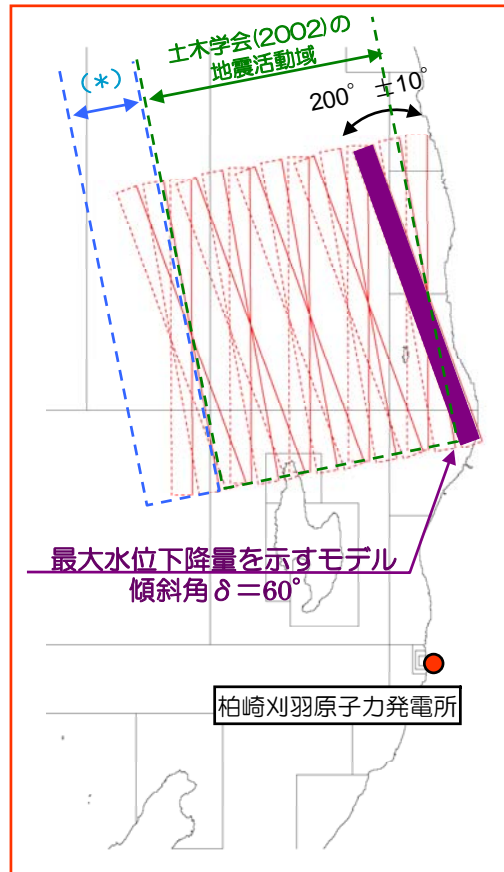 土木学会(2002)の
地震活動域
(*)
200° ±10°
最大水位下降量を示すモデル
傾斜角δ=60°
柏崎刈羽原子力発電所